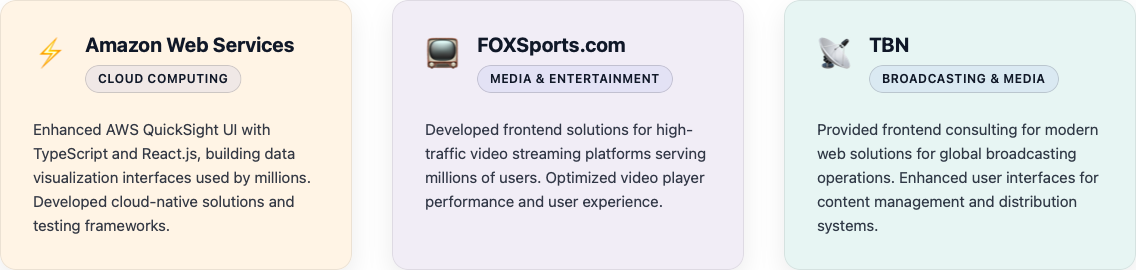 Amazon Web Services
CLOUD COMPUTING
Enhanced AWS QuickSight UI with
TypeScript and React.js, building data
visualization interfaces used by millions.
Developed cloud-native solutions and
testing frameworks.
FOXSports.com
MEDIA & ENTERTAINMENT
Developed frontend solutions for high-
traffic video streaming platforms serving
millions of users. Optimized video player
performance and user experience.
TBN
BROADCASTING & MEDIA
Provided frontend consulting for modern
web solutions for global broadcasting
operations. Enhanced user interfaces for
content management and distribution
systems.